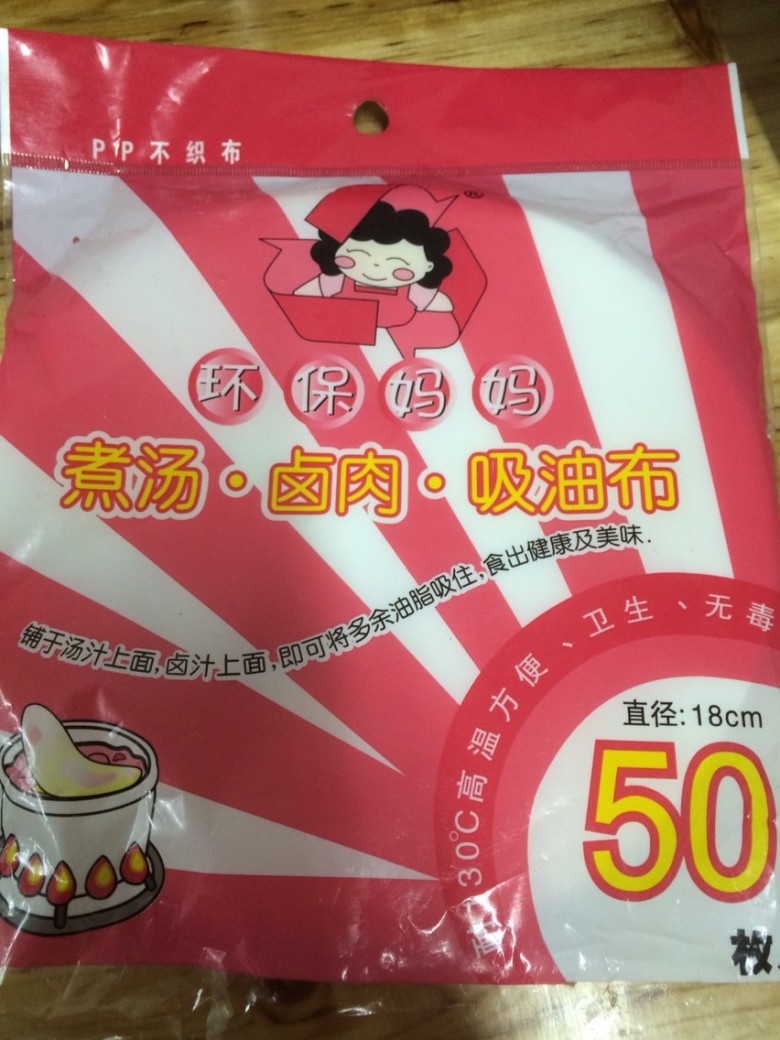 PP不织布
®
环保妈妈
煮汤·卤肉·吸油布
铺于汤汁上面,卤汁上面,即可将多余油脂吸住,食出健康及美味.
30℃高温方便、卫生、无毒
直径:18cm
50
枚